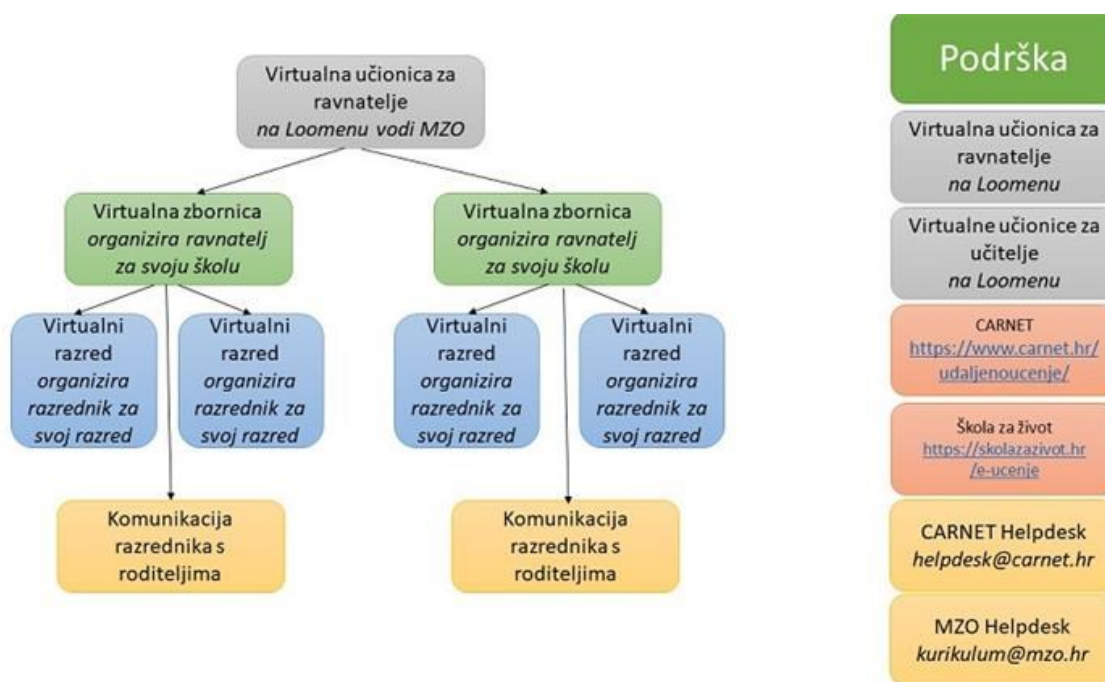 Virtualna učionica za
ravnatelje
na Loomenu vodi MZO
Virtualna zbornica
organizira ravnatelj
za svoju školu
Virtualna zbornica
organizira ravnatelj
za svoju školu
Virtualni
razred
organizira
razrednik za
svoj razred
Virtualni
razred
organizira
razrednik za
svoj razred
Virtualni
razred
organizira
razrednik za
svoj razred
Virtualni
razred
organizira
razrednik za
svoj razred
Komunikacija
razrednika s
roditeljima
Komunikacija
razrednika s
roditeljima
Podrška
Virtualna učionica za
ravnatelje
na Loomenu
Virtualne učionice za
učitelje
na Loomenu
CARNET
https://www.carnet.hr/
udaljenoucenje/
Škola za život
https://skolazazivot.hr
/e-ucenje
CARNET Helpdesk
helpdesk@carnet.hr
MZO Helpdesk
kurikulum@mzo.hr